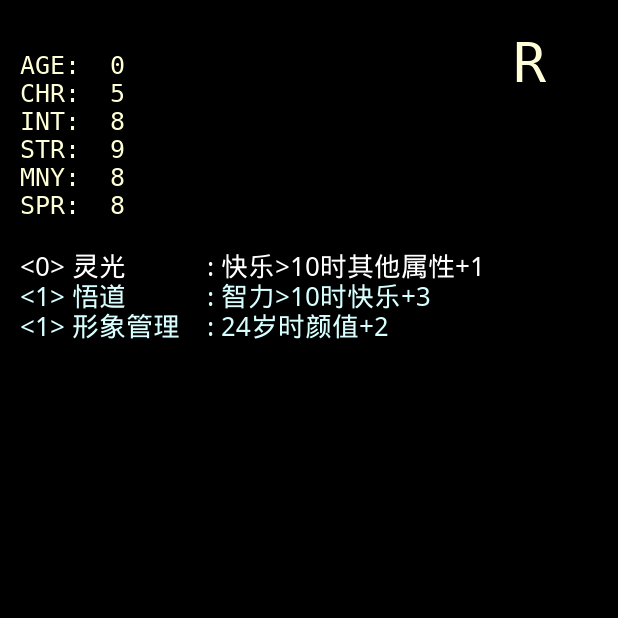 R
AGE: 0
CHR: 5
INT: 8
STR: 9
MNY: 8
SPR: 8
<0> 灵光 : 快乐>10时其他属性+1
<1> 悟道 : 智力>10时快乐+3
<1> 形象管理 : 24岁时颜值+2